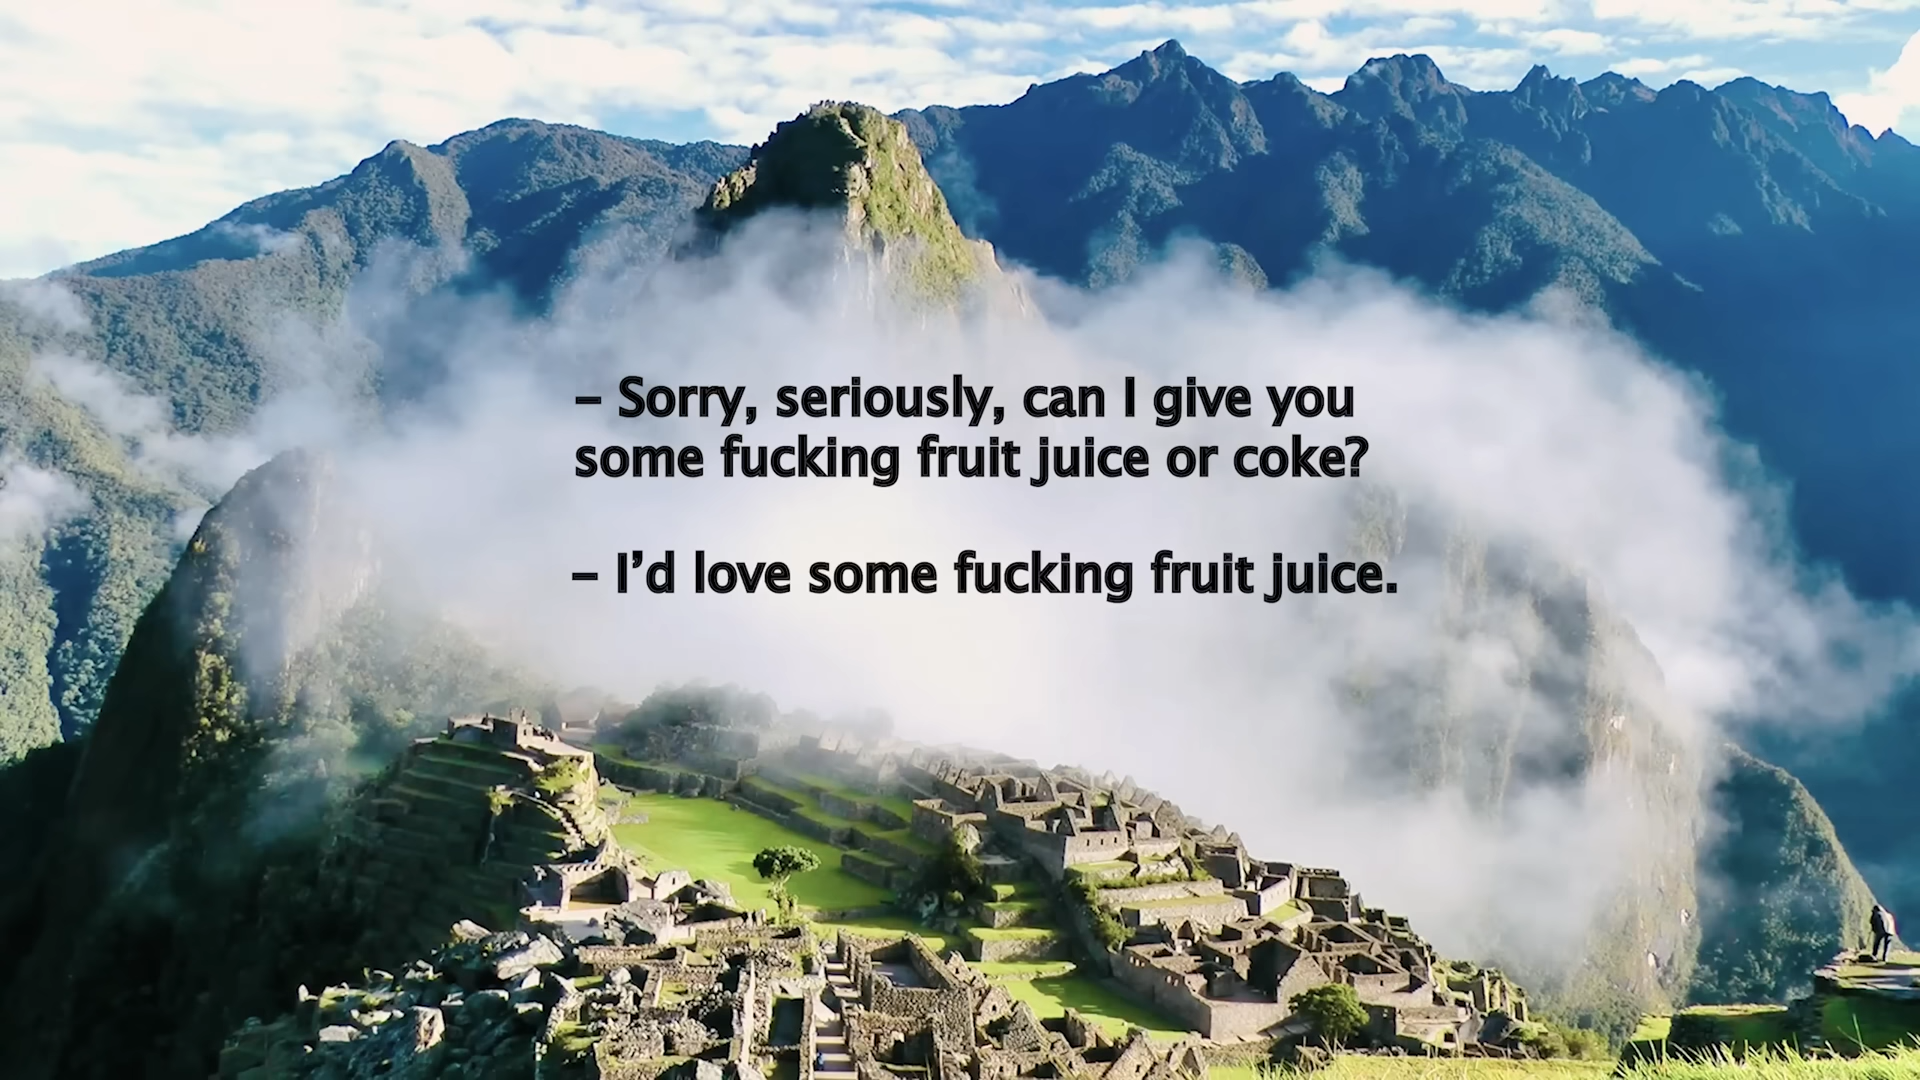 – Sorry, seriously, can I give you
some fucking fruit juice or coke?
– I’d love some fucking fruit juice.